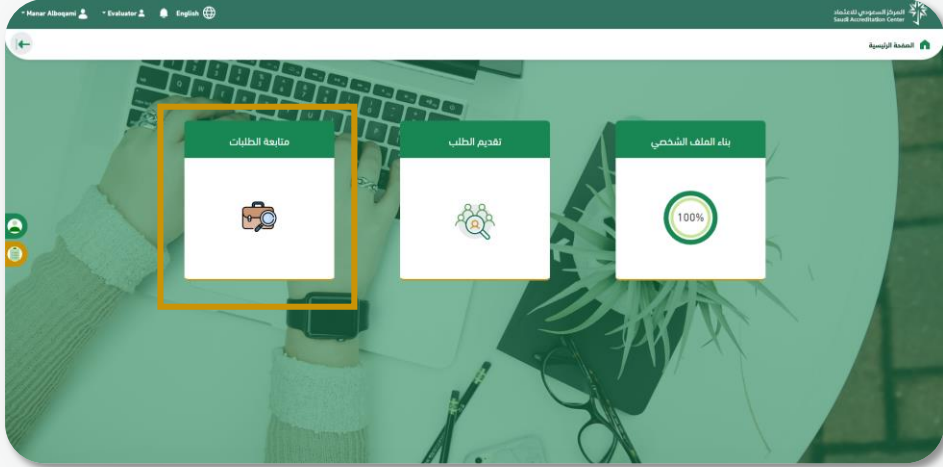 المركز السعودي للاعتماد
Saudi Accreditation Center
English
Evaluator
Manar Alboqami
الصفحة الرئيسية
بناء الملف الشخصي
تقديم الطلب
متابعة الطلبات
100%